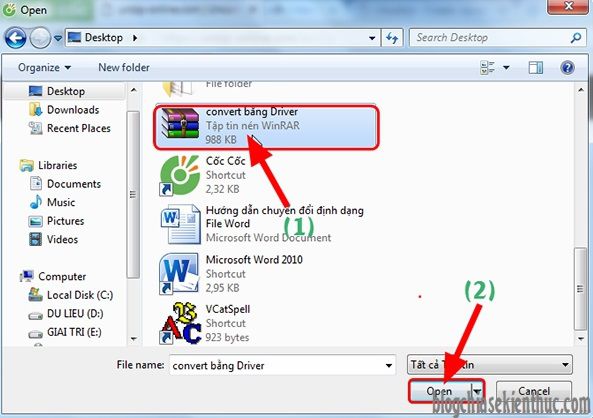 Open
Desktop
Search Desktop
Organize
New folder
Desktop
Downloads
Recent Places
Libraries
Documents
Music
Pictures
Videos
Computer
Local Disk (C:)
DU LIEU (D:)
GIAI TRI (E:)
File folder
convert bằng Driver
Tập tin nén WinRAR
988 KB
Cốc Cốc
Shortcut
2,32 KB
(1)
Hướng dẫn chuyển đổi định dạng
File Word
Microsoft Word Document
Microsoft Word 2010
Shortcut
2,95 KB
VCatSpell
Shortcut
923 bytes
(2)
File name:
convert bằng Driver
Tất cả
Open
Cancel
blogchiasekienthuc.com